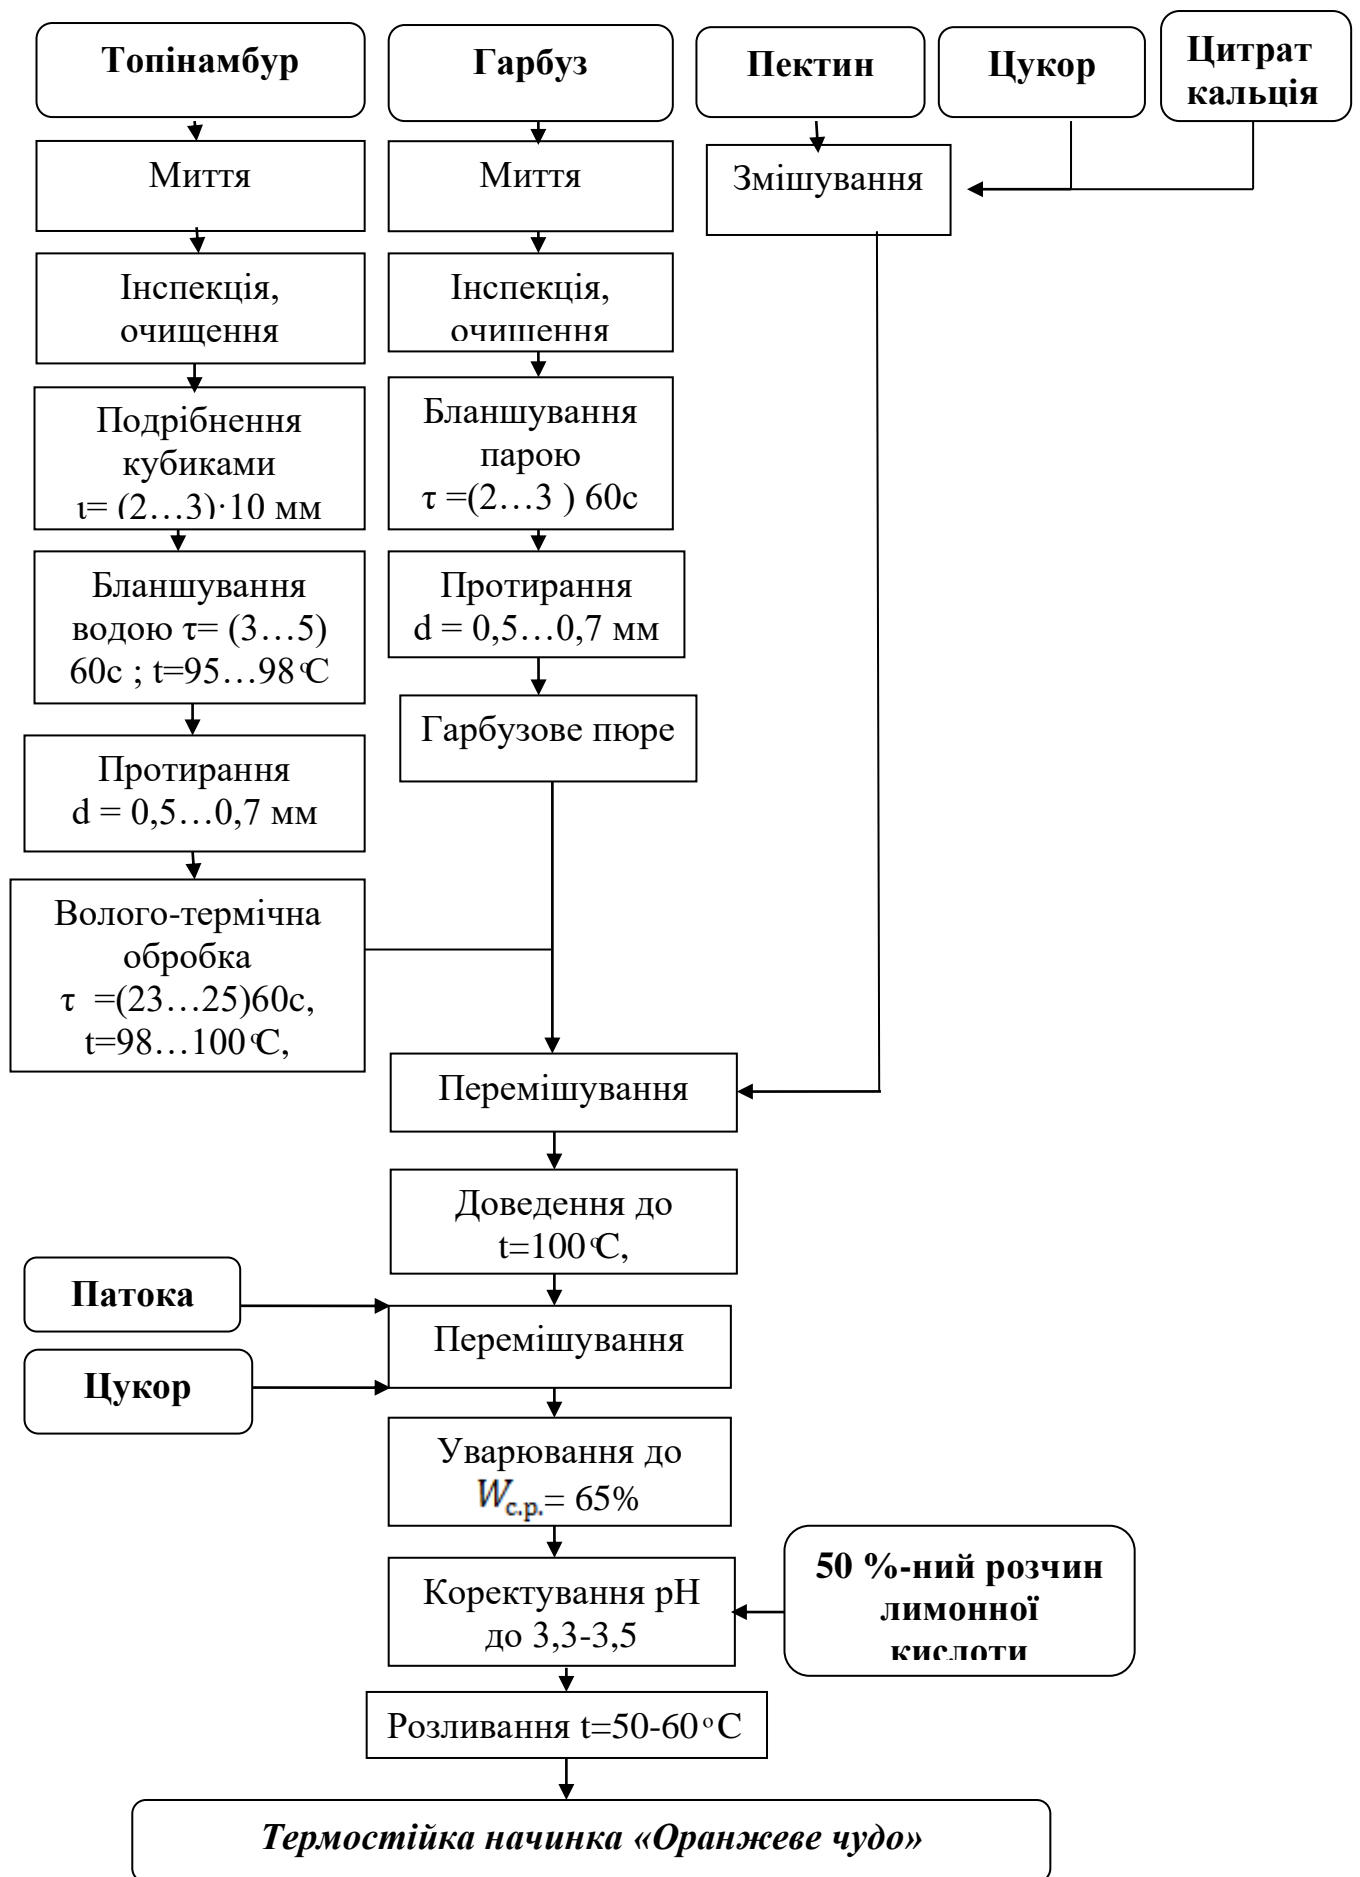 Топінамбур
Гарбуз
Пектин
Цукор
Цитрат
кальція
Миття
Миття
Змішування
Інспекція,
очищення
Інспекція,
очищення
Подрібнення
кубиками
ι= (2…3)·10 мм
Бланшування
парою
τ =(2…3 ) 60с
Бланшування
водою τ= (3…5)
60с ; t=95…98°С
Протирання
d = 0,5…0,7 мм
Гарбузове пюре
Протирання
d = 0,5…0,7 мм
Волого-термічна
обробка
τ =(23…25)60с,
t=98…100°С,
Перемішування
Доведення до
t=100°С,
Патока
Перемішування
Цукор
Уварювання до
Wс.р.= 65%
Коректування рН
до 3,3-3,5
50 %-ний розчин
лимонної
кислоти
Розливання t=50-60°С
Термостійка начинка «Оранжеве чудо»